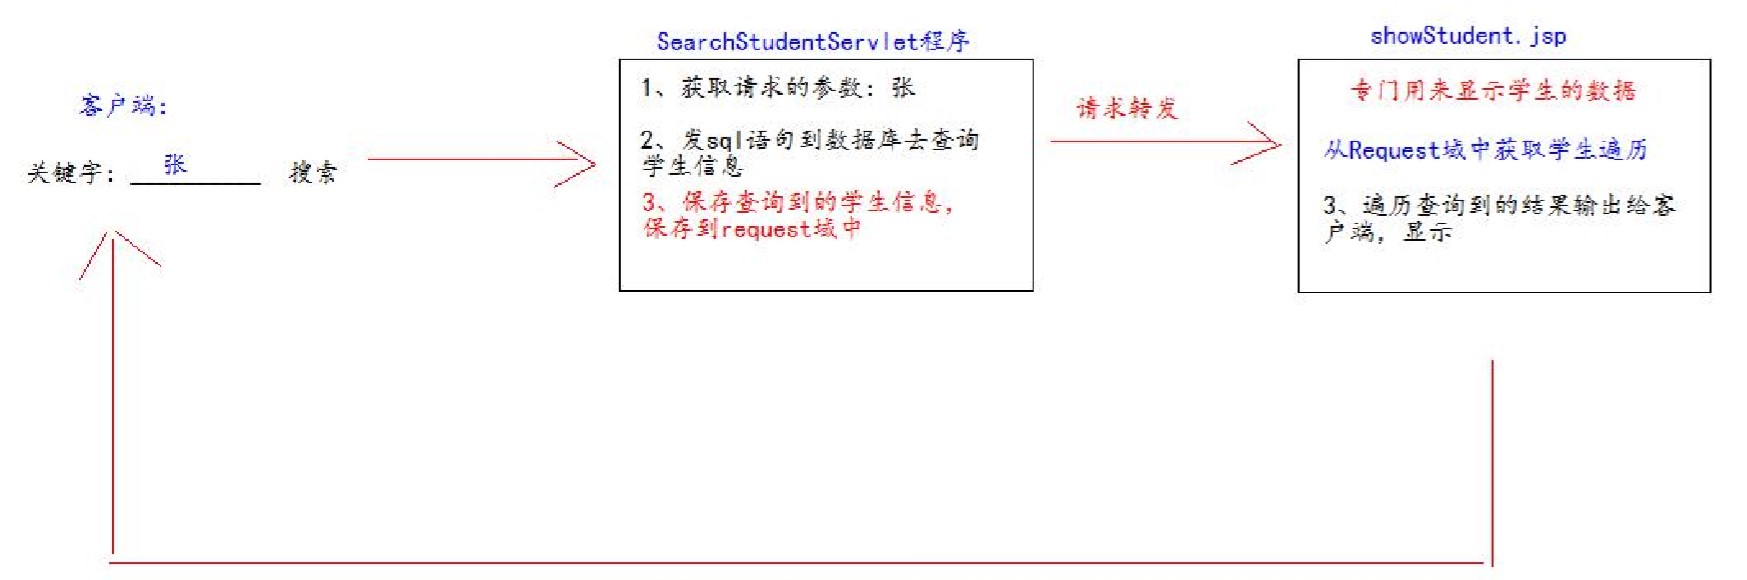 客户端:
关键字: 张 搜索
SearchStudentServlet程序
1、获取请求的参数: 张
2、发sql语句到数据库去查询
学生信息
3、保存查询到的学生信息,
保存到request域中
请求转发
showStudent.jsp
专门用来显示学生的数据
从Request域中获取学生遍历
3、遍历查询到的结果输出给客
户端, 显示